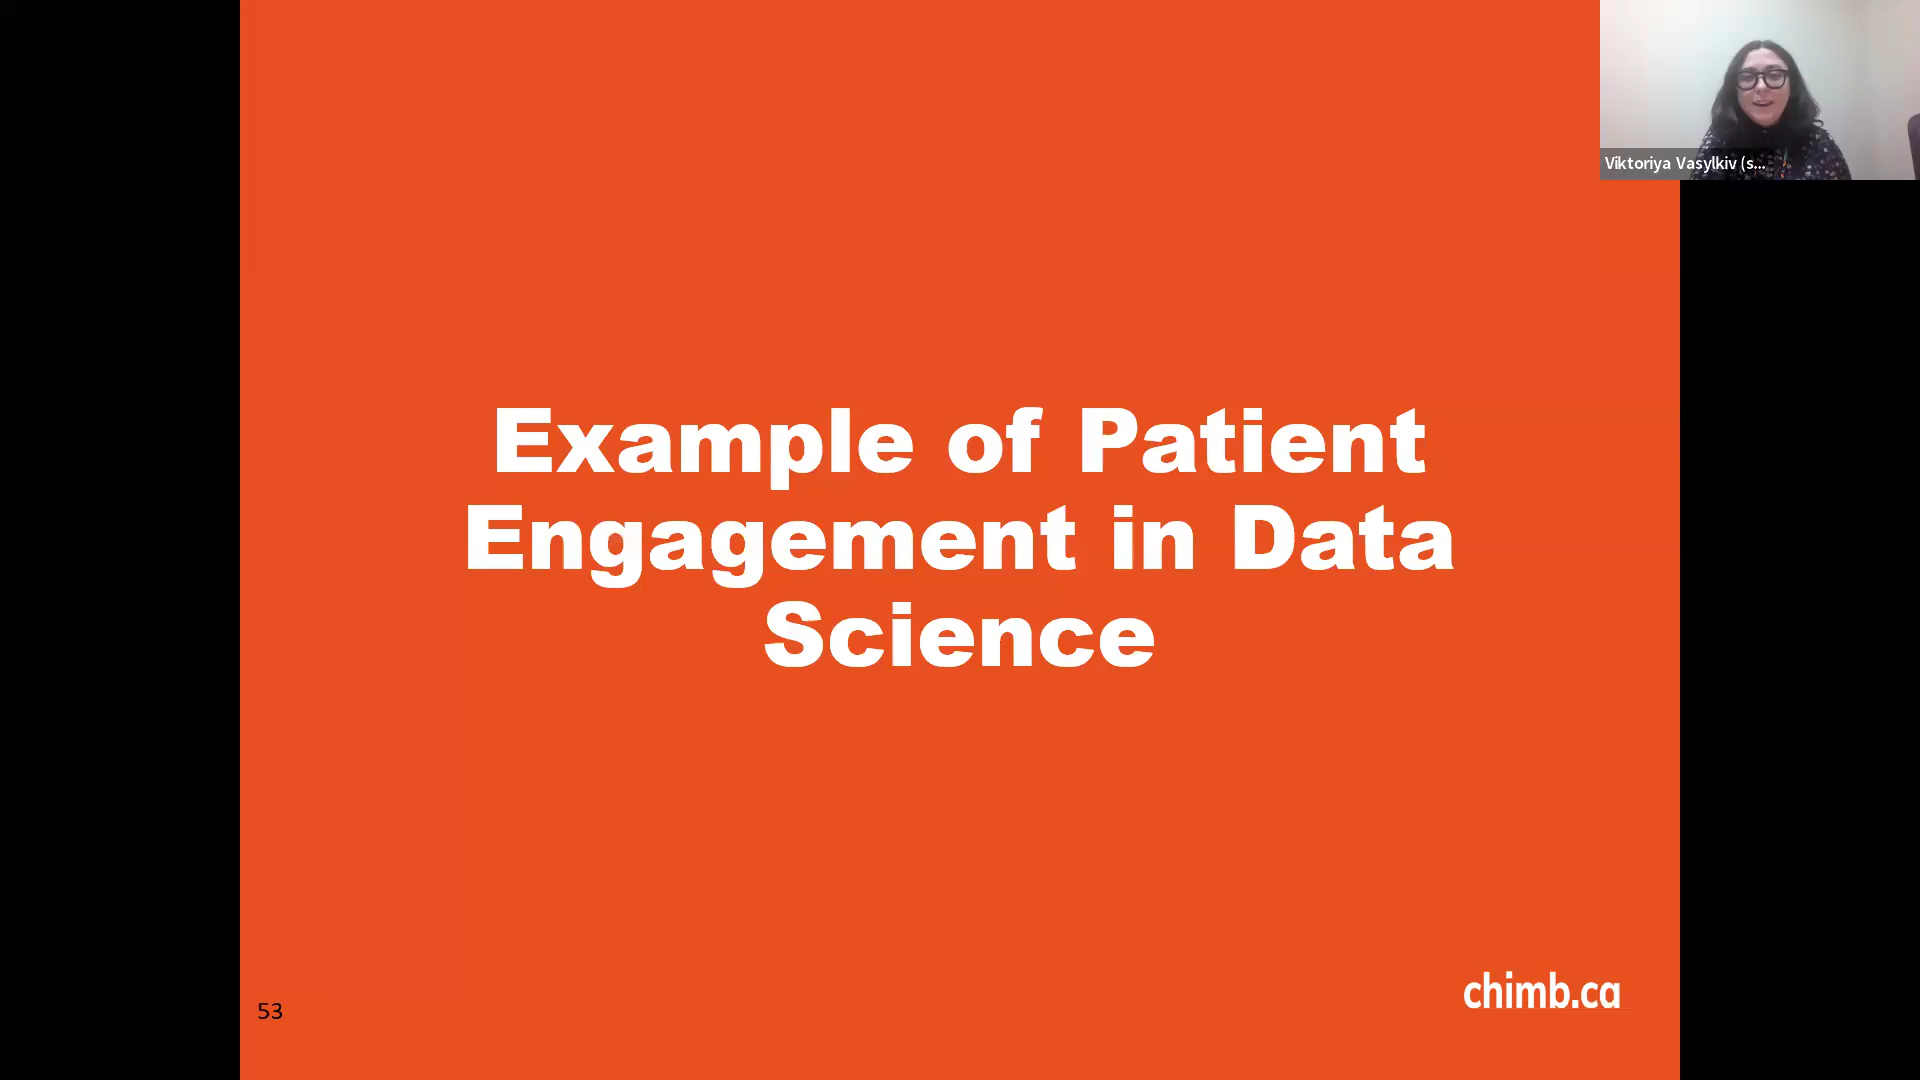 Viktoriya Vasylkiv (s...
Example of Patient
Engagement in Data
Science
chimb.ca
53